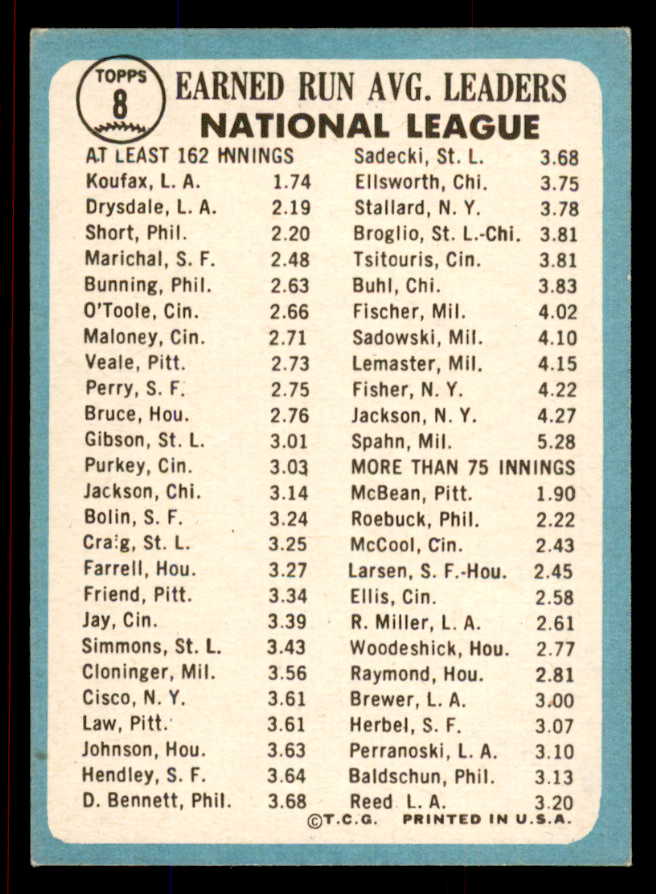 TOPPS
8
EARNED RUN AVG. LEADERS
NATIONAL LEAGUE
AT LEAST 162 INNINGS
Koufax, L. A. 1.74
Drysdale, L. A. 2.19
Short, Phil. 2.20
Marichal, S. F. 2.48
Bunning, Phil. 2.63
O'Toole, Cin. 2.66
Maloney, Cin. 2.71
Veale, Pitt. 2.73
Perry, S. F. 2.75
Bruce, Hou. 2.76
Gibson, St. L. 3.01
Purkey, Cin. 3.03
Jackson, Chi. 3.14
Bolin, S. F. 3.24
Craig, St. L. 3.25
Farrell, Hou. 3.27
Friend, Pitt. 3.34
Jay, Cin. 3.39
Simmons, St. L. 3.43
Cloninger, Mil. 3.56
Cisco, N. Y. 3.61
Law, Pitt. 3.61
Johnson, Hou. 3.63
Hendley, S. F. 3.64
D. Bennett, Phil. 3.68
Sadecki, St. L. 3.68
Ellsworth, Chi. 3.75
Stallard, N. Y. 3.78
Broglio, St. L.-Chi. 3.81
Tsitouris, Cin. 3.81
Buhl, Chi. 3.83
Fischer, Mil. 4.02
Sadowski, Mil. 4.10
Lemaster, Mil. 4.15
Fisher, N. Y. 4.22
Jackson, N. Y. 4.27
Spahn, Mil. 5.28
MORE THAN 75 INNINGS
McBean, Pitt. 1.90
Roebuck, Phil. 2.22
McCool, Cin. 2.43
Larsen, S. F.-Hou. 2.45
Ellis, Cin. 2.58
R. Miller, L. A. 2.61
Woodeshick, Hou. 2.77
Raymond, Hou. 2.81
Brewer, L. A. 3.00
Herbel, S. F. 3.07
Perranoski, L. A. 3.10
Baldschun, Phil. 3.13
Reed L. A. 3.20
©T.C.G. PRINTED IN U.S.A.